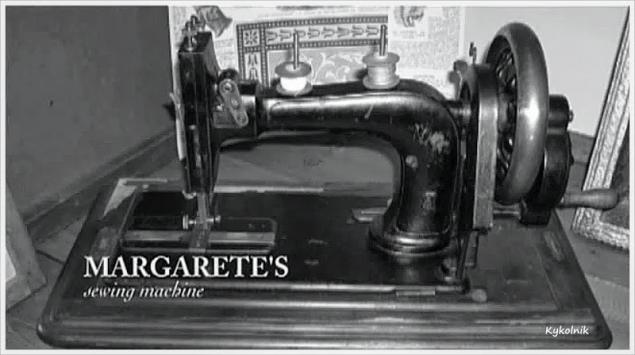 MARGARETE'S
sewing machine
Kykolnik